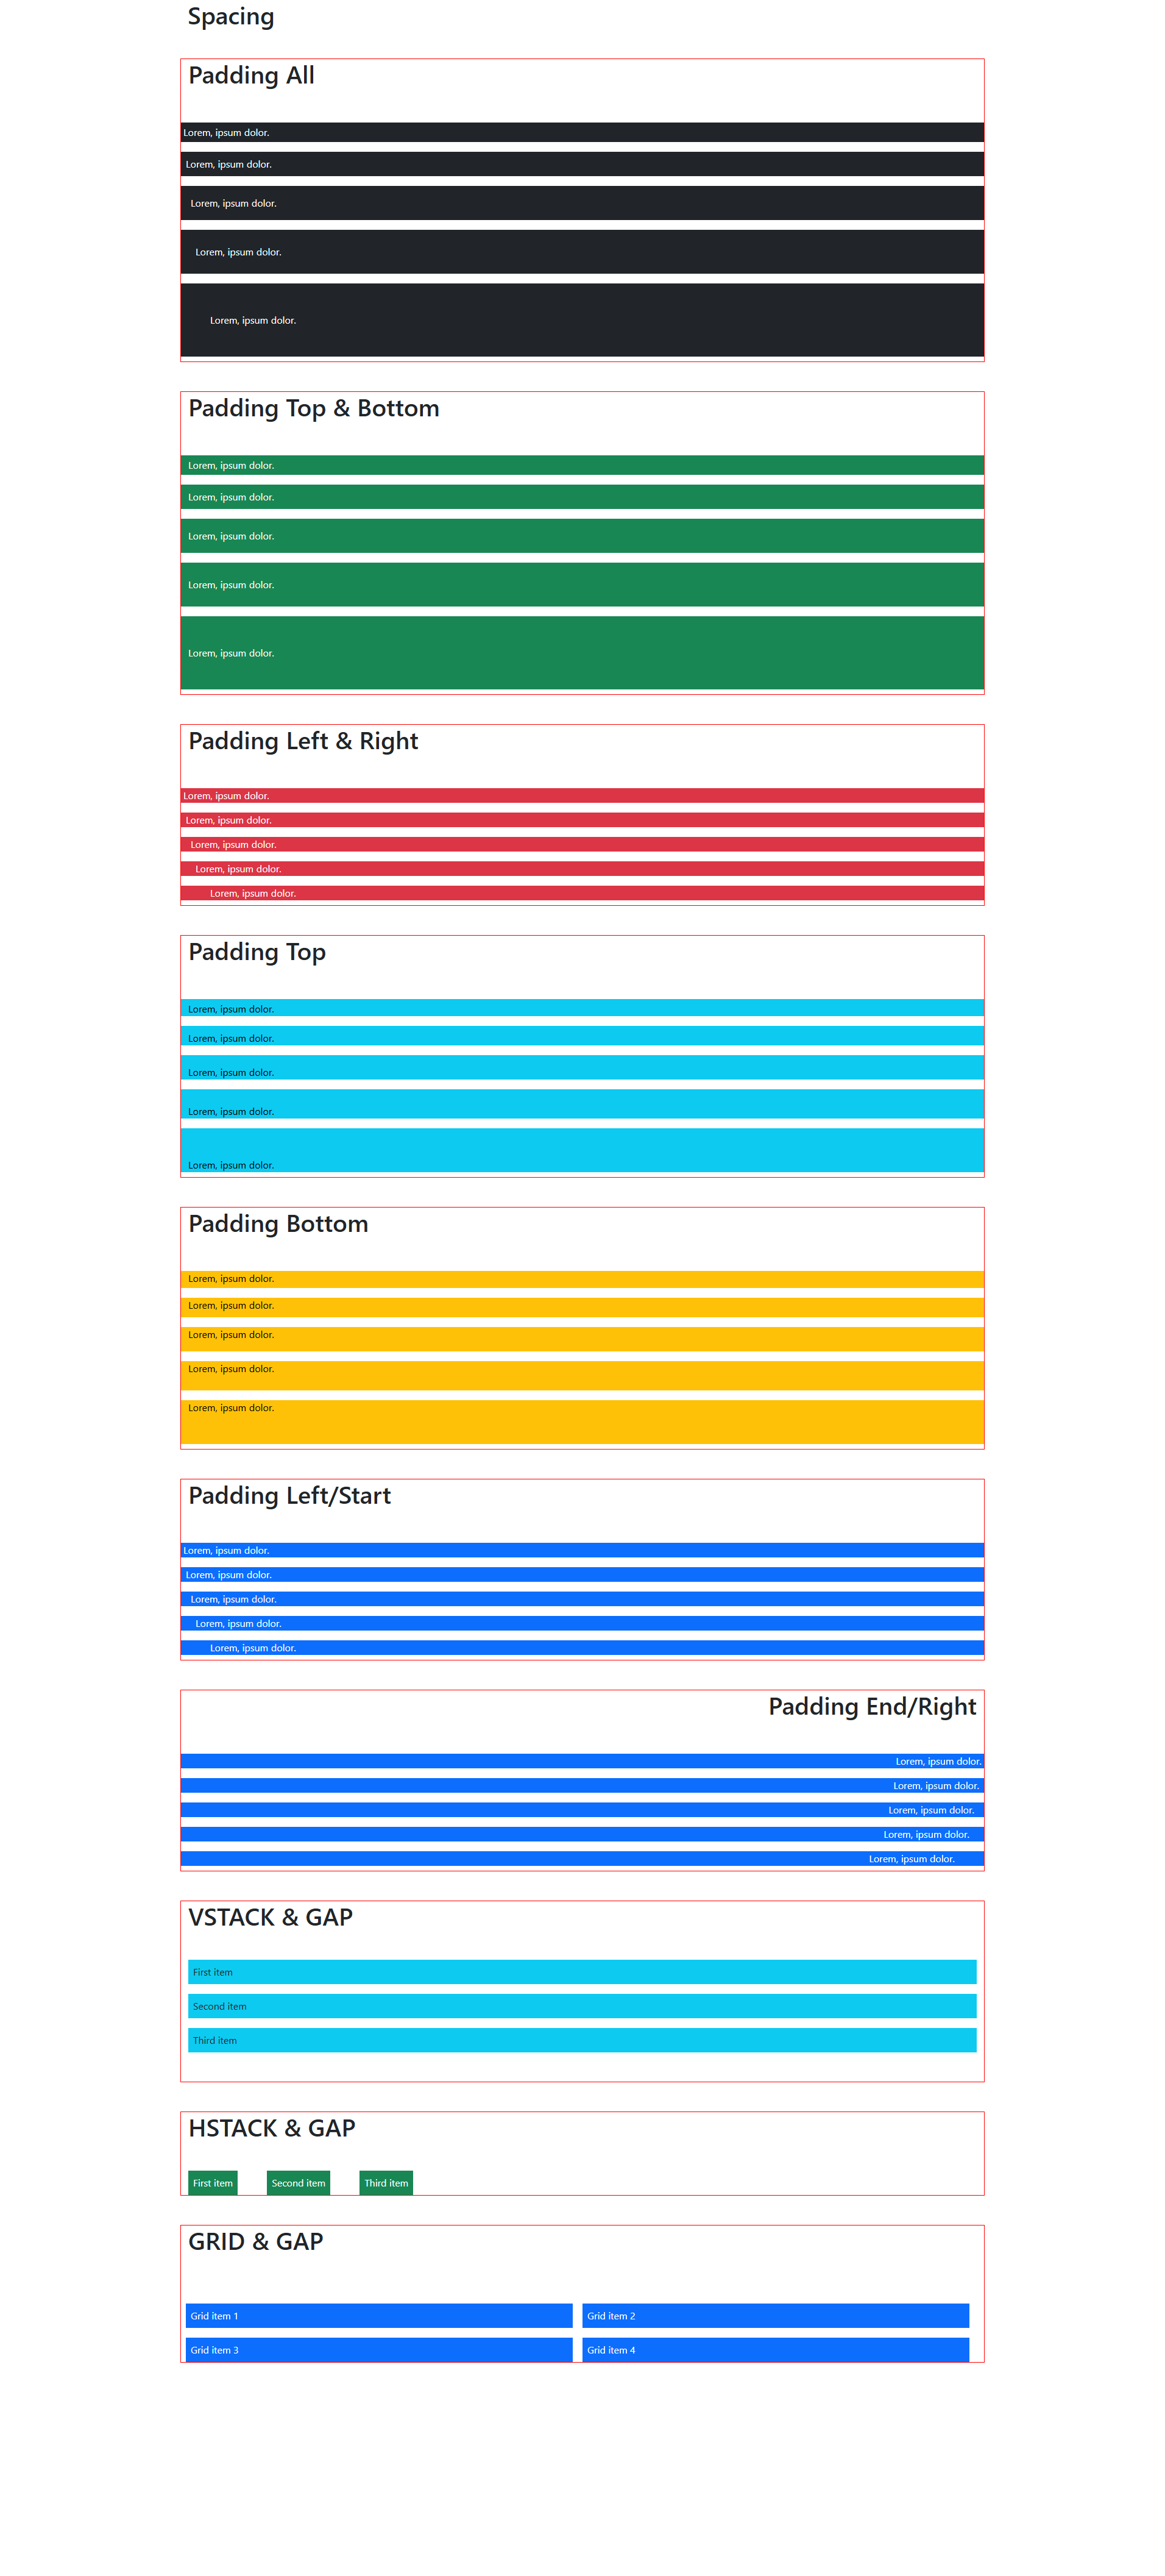 Spacing
Padding All
Lorem, ipsum dolor.
Lorem, ipsum dolor.
Lorem, ipsum dolor.
Lorem, ipsum dolor.
Lorem, ipsum dolor.
Padding Top & Bottom
Lorem, ipsum dolor.
Lorem, ipsum dolor.
Lorem, ipsum dolor.
Lorem, ipsum dolor.
Lorem, ipsum dolor.
Padding Left & Right
Lorem, ipsum dolor.
Lorem, ipsum dolor.
Lorem, ipsum dolor.
Lorem, ipsum dolor.
Lorem, ipsum dolor.
Padding Top
Lorem, ipsum dolor.
Lorem, ipsum dolor.
Lorem, ipsum dolor.
Lorem, ipsum dolor.
Lorem, ipsum dolor.
Padding Bottom
Lorem, ipsum dolor.
Lorem, ipsum dolor.
Lorem, ipsum dolor.
Lorem, ipsum dolor.
Lorem, ipsum dolor.
Padding Left/Start
Lorem, ipsum dolor.
Lorem, ipsum dolor.
Lorem, ipsum dolor.
Lorem, ipsum dolor.
Lorem, ipsum dolor.
Padding End/Right
Lorem, ipsum dolor.
Lorem, ipsum dolor.
Lorem, ipsum dolor.
Lorem, ipsum dolor.
Lorem, ipsum dolor.
VSTACK & GAP
First item
Second item
Third item
HSTACK & GAP
First item Second item Third item
GRID & GAP
Grid item 1 Grid item 2
Grid item 3 Grid item 4